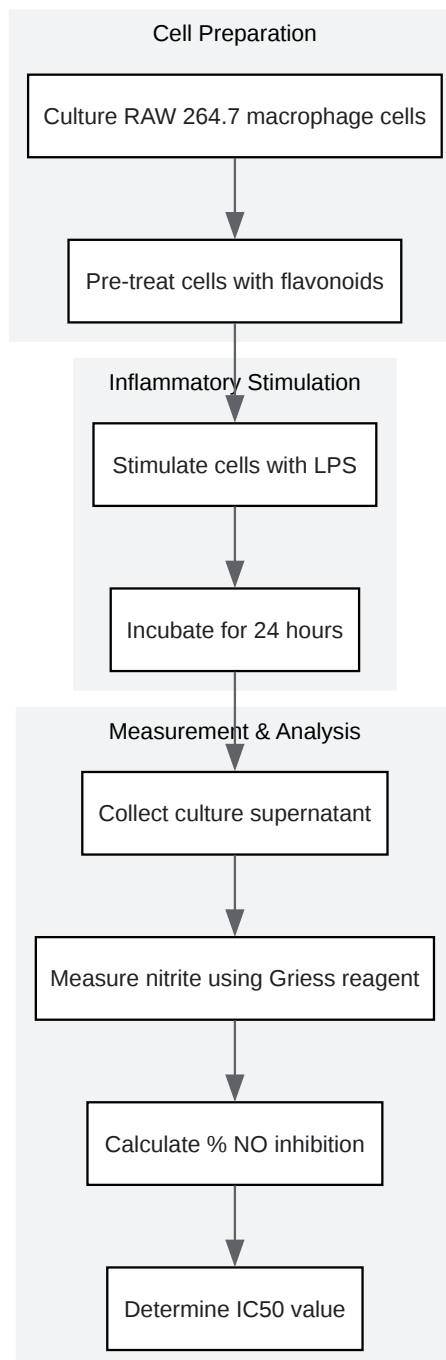 Cell Preparation
Culture RAW 264.7 macrophage cells
Pre-treat cells with flavonoids
Inflammatory Stimulation
Stimulate cells with LPS
Incubate for 24 hours
Measurement & Analysis
Collect culture supernatant
Measure nitrite using Griess reagent
Calculate % NO inhibition
Determine IC50 value